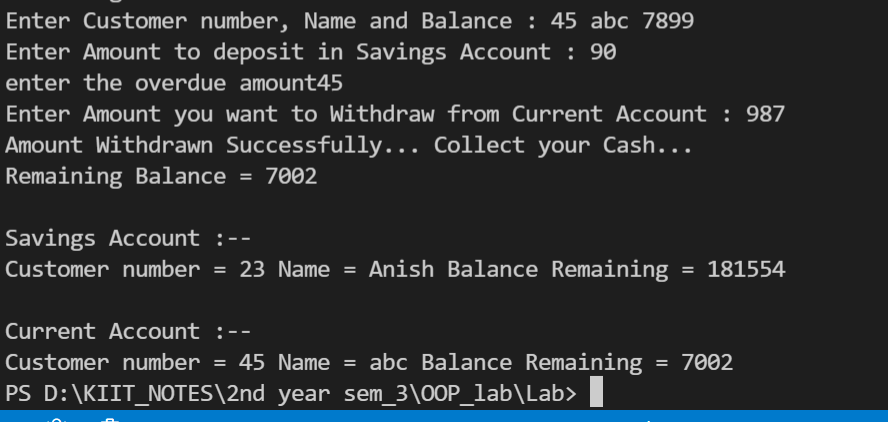 Enter Customer number, Name and Balance : 45 abc 7899
Enter Amount to deposit in Savings Account : 90
enter the overdue amount45
Enter Amount you want to Withdraw from Current Account : 987
Amount Withdrawn Successfully... Collect your Cash...
Remaining Balance = 7002
Savings Account :--
Customer number = 23 Name = Anish Balance Remaining = 181554
Current Account :--
Customer number = 45 Name = abc Balance Remaining = 7002
PS D:\KIIT_NOTES\2nd year sem_3\OOP_lab\Lab>